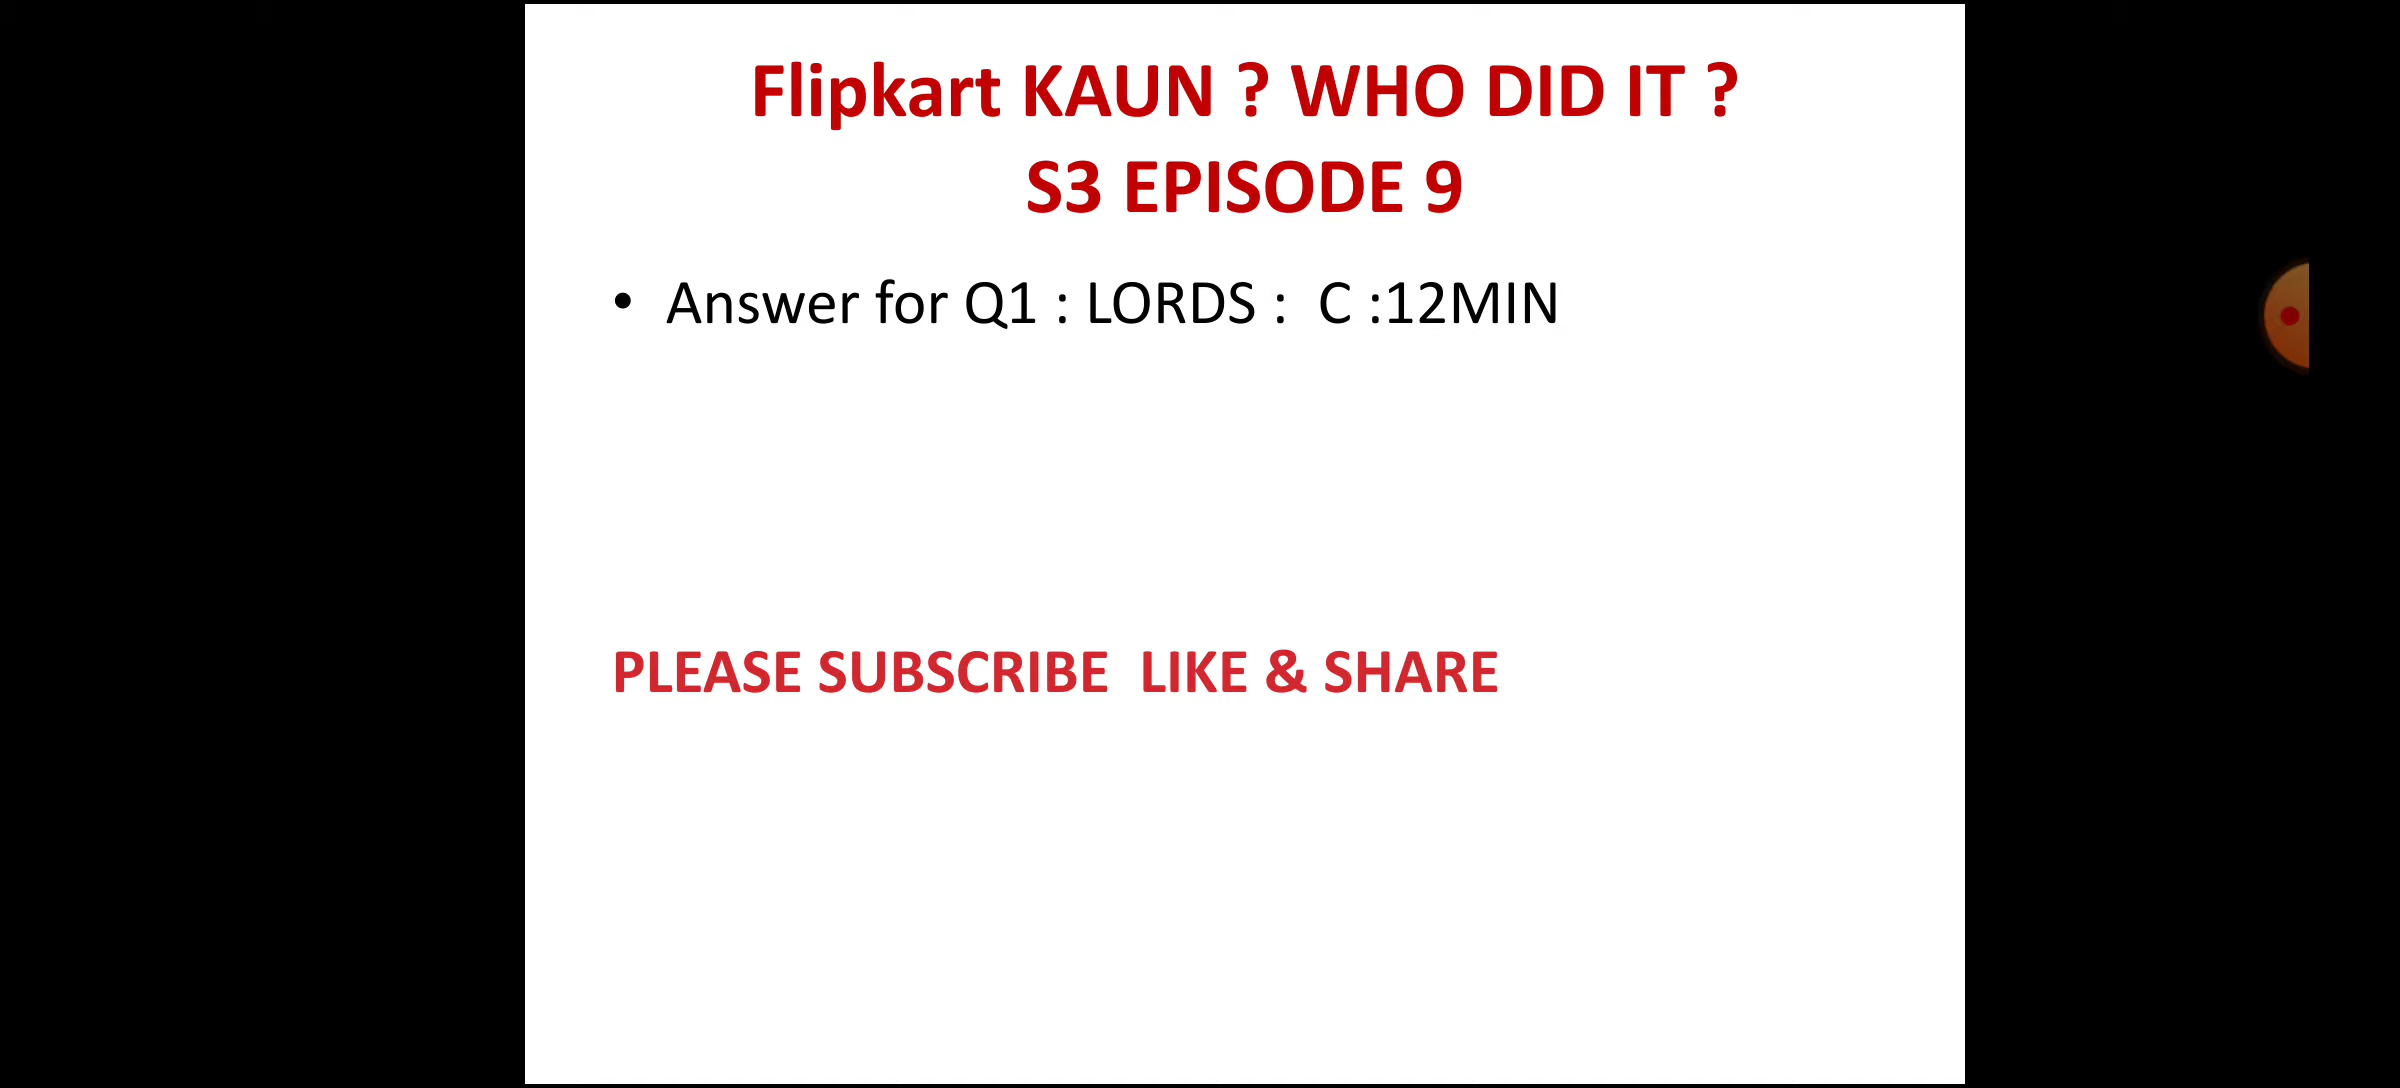 Flipkart KAUN ? WHO DID IT ?
S3 EPISODE 9
• Answer for Q1 : LORDS :  C :12MIN
PLEASE SUBSCRIBE  LIKE & SHARE